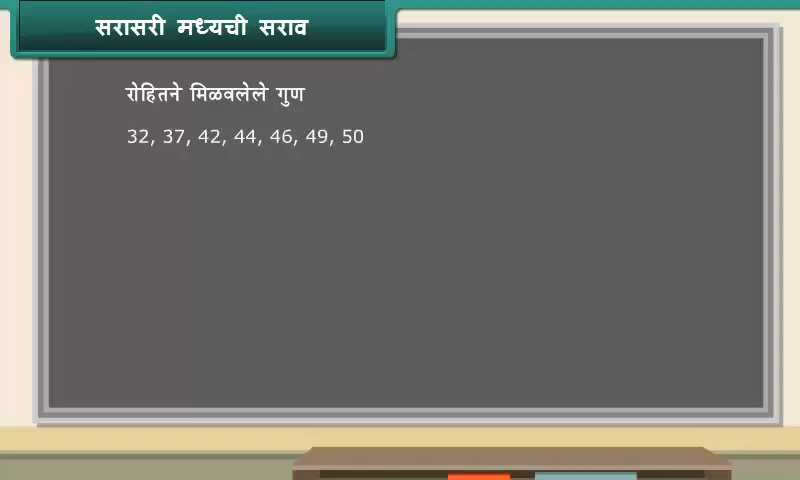 सरासरी मध्यची सराव
रोहितने मिळवलेले गुण
32, 37, 42, 44, 46, 49, 50